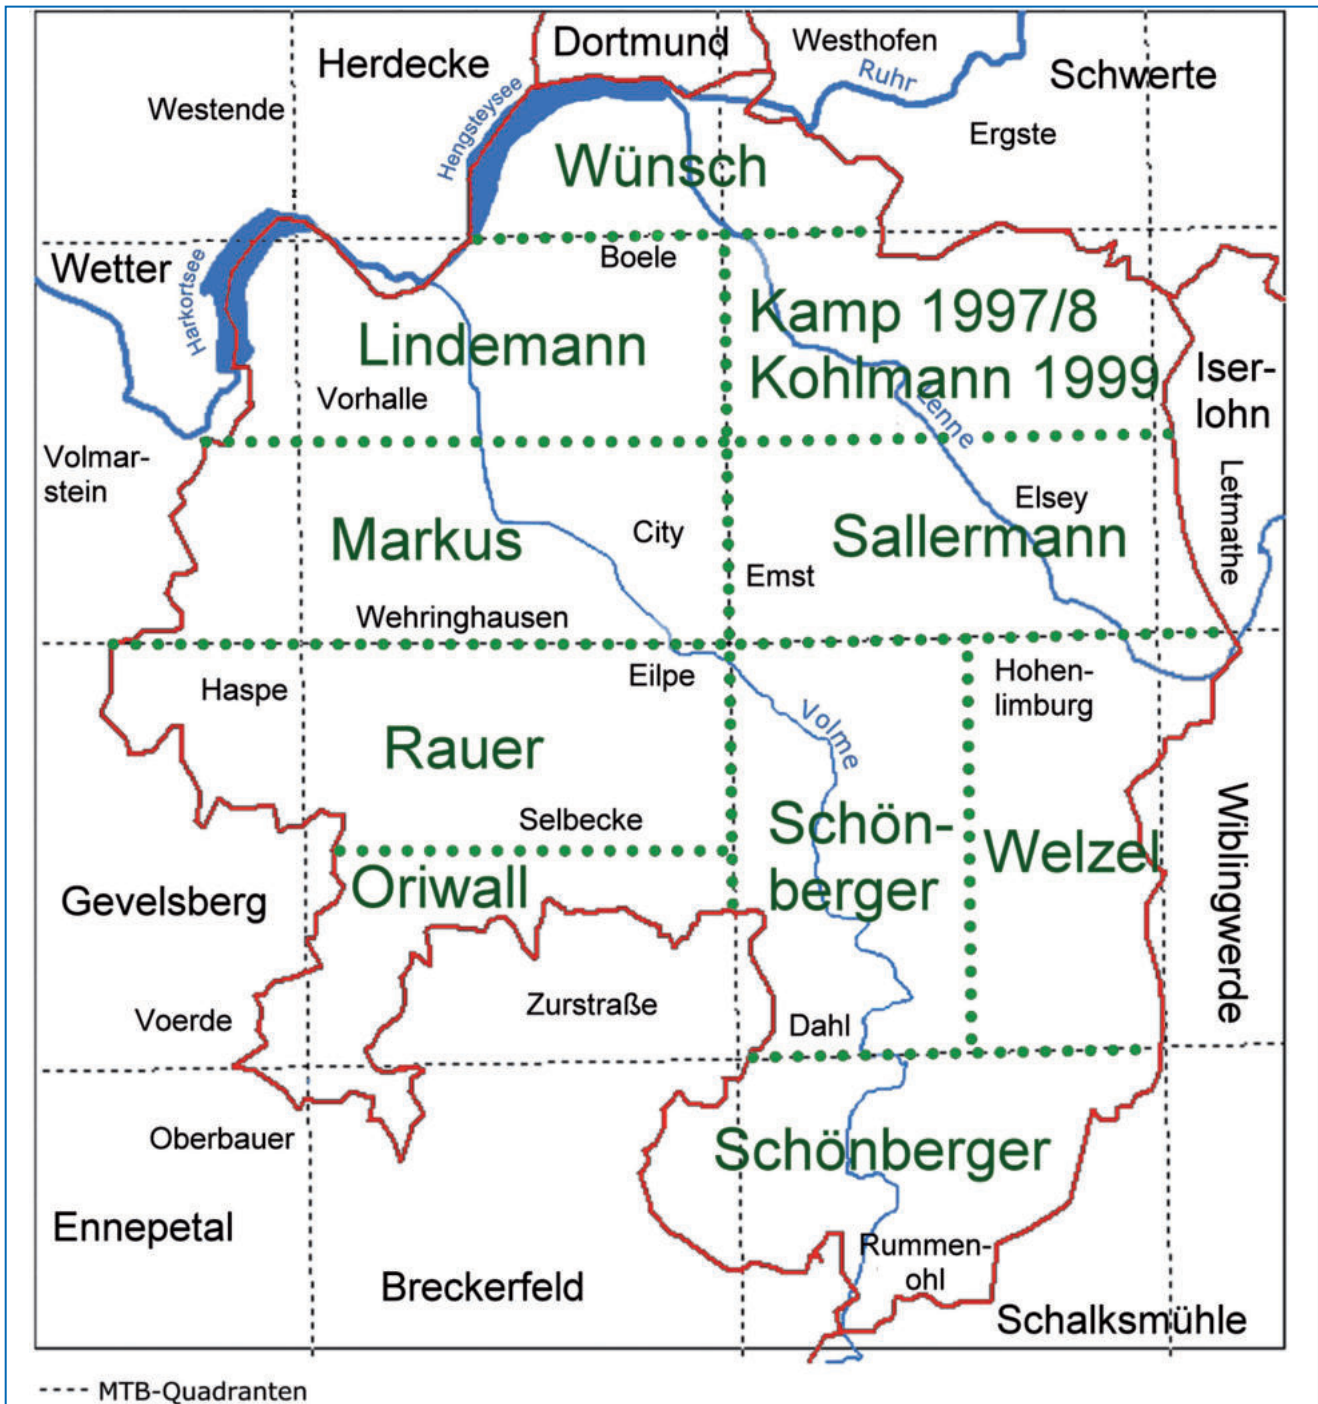 Dortmund
Westhofen
Herdecke
Ruhr
Schwerte
Westende
Hengsteysee
Ergste
Wünsch
Boele
Wetter
Harkortsee
Kamp 1997/8
Lindemann
Kohlmann 1999
Iser-
lohn
Vorhalle
Lenne
Volmar-
stein
Letmathe
Elsey
Markus
City
Sallermann
Emst
Wehringhausen
Haspe
Eilpe
Hohen-
limburg
Rauer
Volme
Selbecke
Schön-
berger
Welzel
Wiblingwerde
Oriwall
Gevelsberg
Zurstraße
Voerde
Dahl
Oberbauer
Schönberger
Ennepetal
Rummen-
ohl
Breckerfeld
Schalksmühle
MTB-Quadranten